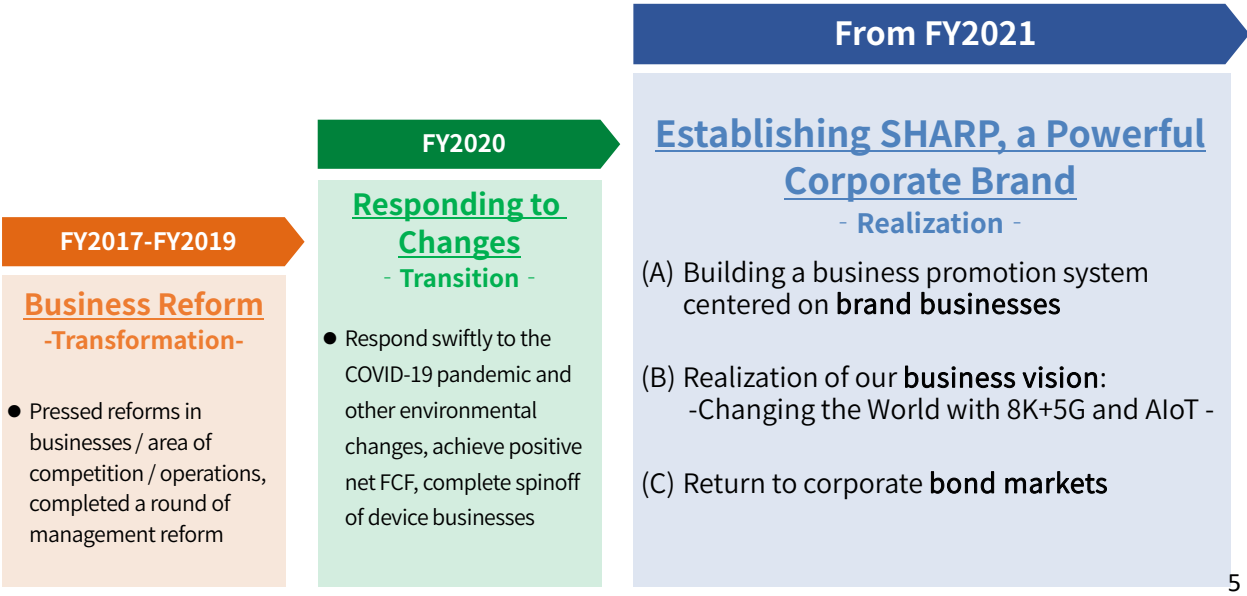 FY2017-FY2019
Business Reform
-Transformation-
● Pressed reforms in
businesses / area of
competition / operations,
completed a round of
management reform
FY2020
Responding to
Changes
- Transition -
● Respond swiftly to the
COVID-19 pandemic and
other environmental
changes, achieve positive
net FCF, complete spinoff
of device businesses
From FY2021
Establishing SHARP, a Powerful
Corporate Brand
- Realization -
(A) Building a business promotion system
centered on brand businesses
(B) Realization of our business vision:
-Changing the World with 8K+5G and AIoT -
(C) Return to corporate bond markets
5